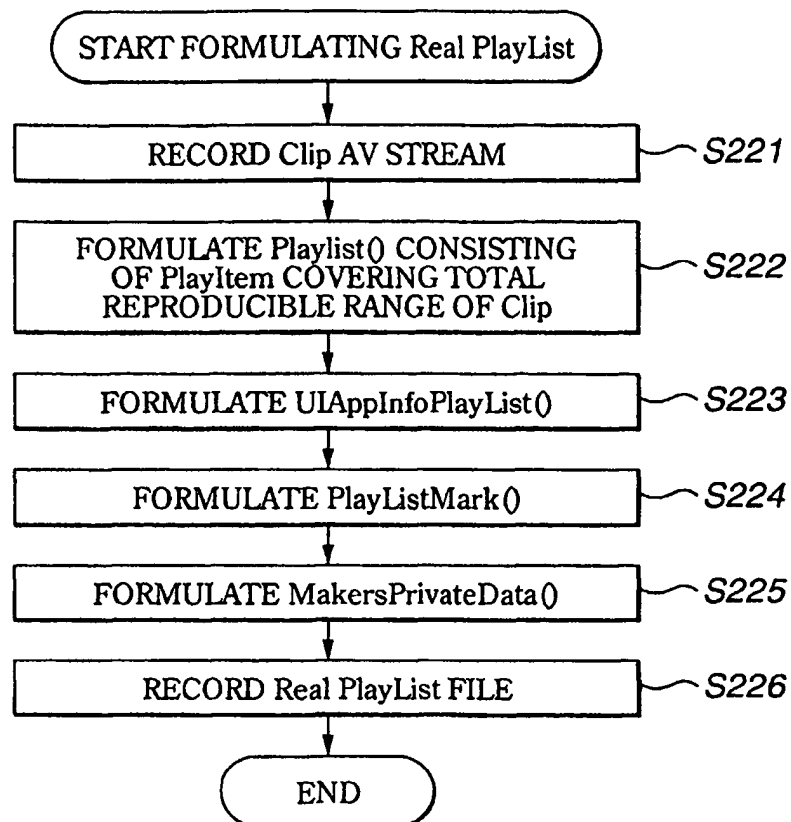 START FORMULATING Real PlayList
RECORD Clip AV STREAM
S221
FORMULATE Playlist() CONSISTING
OF PlayItem COVERING TOTAL
REPRODUCIBLE RANGE OF Clip
S222
FORMULATE UIAppInfoPlayList()
S223
FORMULATE PlayListMark()
S224
FORMULATE MakersPrivateData()
S225
RECORD Real PlayList FILE
S226
END